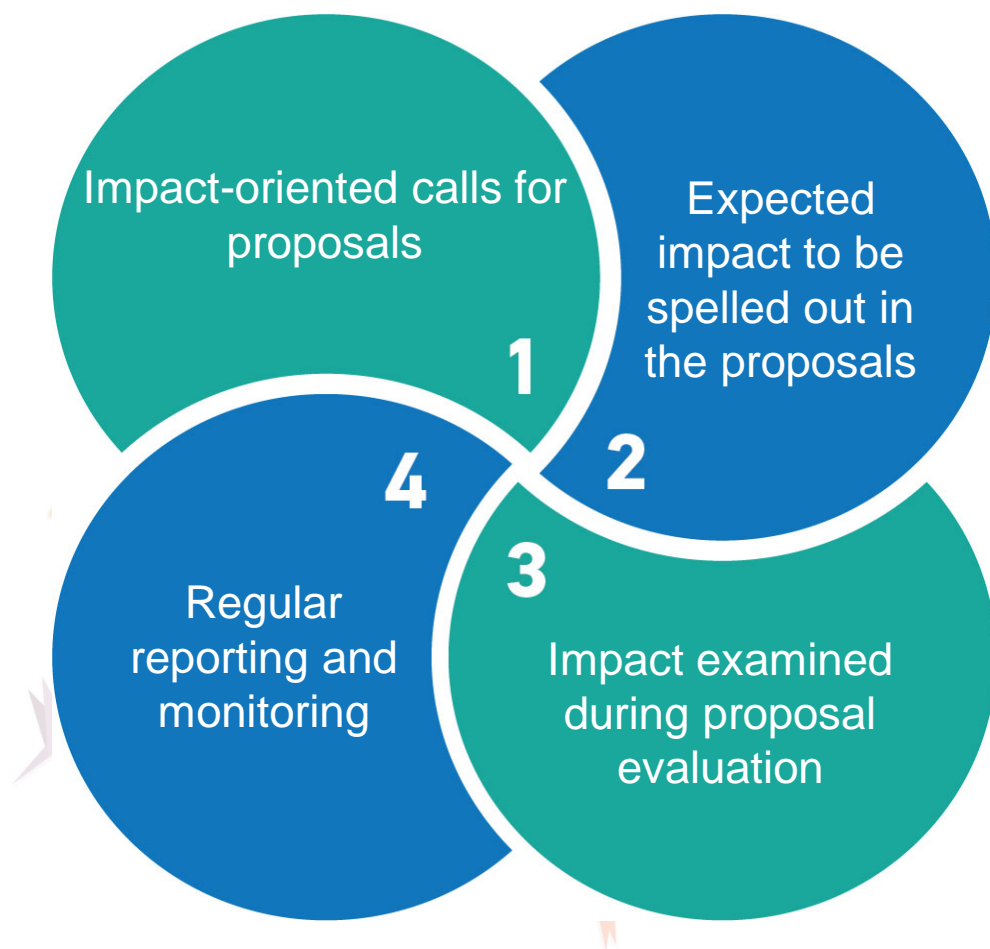 Impact-oriented calls for
proposals
1
Expected
impact to be
spelled out in
the proposals
2
3
Impact examined
during proposal
evaluation
4
Regular
reporting and
monitoring